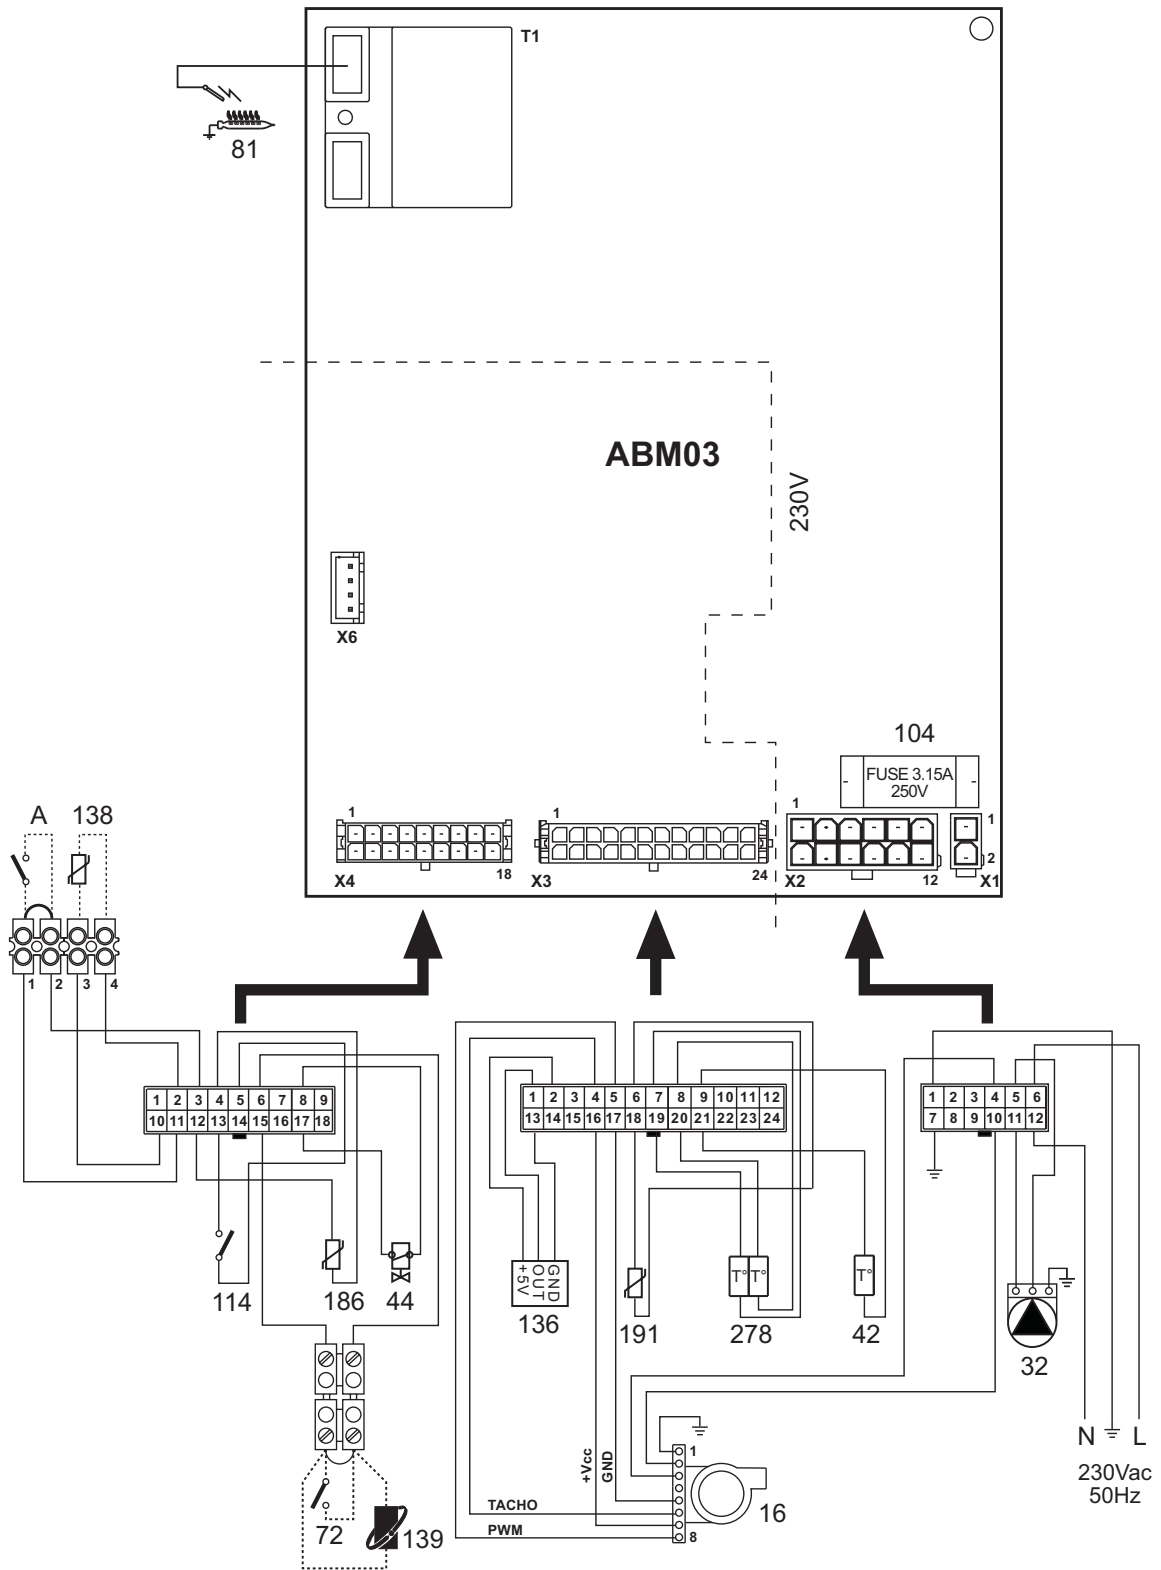 T1
81
ABM03
230V
X6
104
FUSE 3.15A
250V
A 138
1
1
1
1
X4 18
X3 24
X2 12
2
X1
1 2 3 4
1 2 3 4 5 6 7 8 9
10 11 12 13 14 15 16 17 18
1 2 3 4 5 6 7 8 9 10 11 12
13 14 15 16 17 18 19 20 21 22 23 24
1 2 3 4 5 6
7 8 9 10 11 12
114
186
44
+5V
OUT
GND
136
191
278
T°
T°
42
T°
32
N L
230Vac
50Hz
72
139
+Vcc
GND
TACHO
PWM
1
8
16